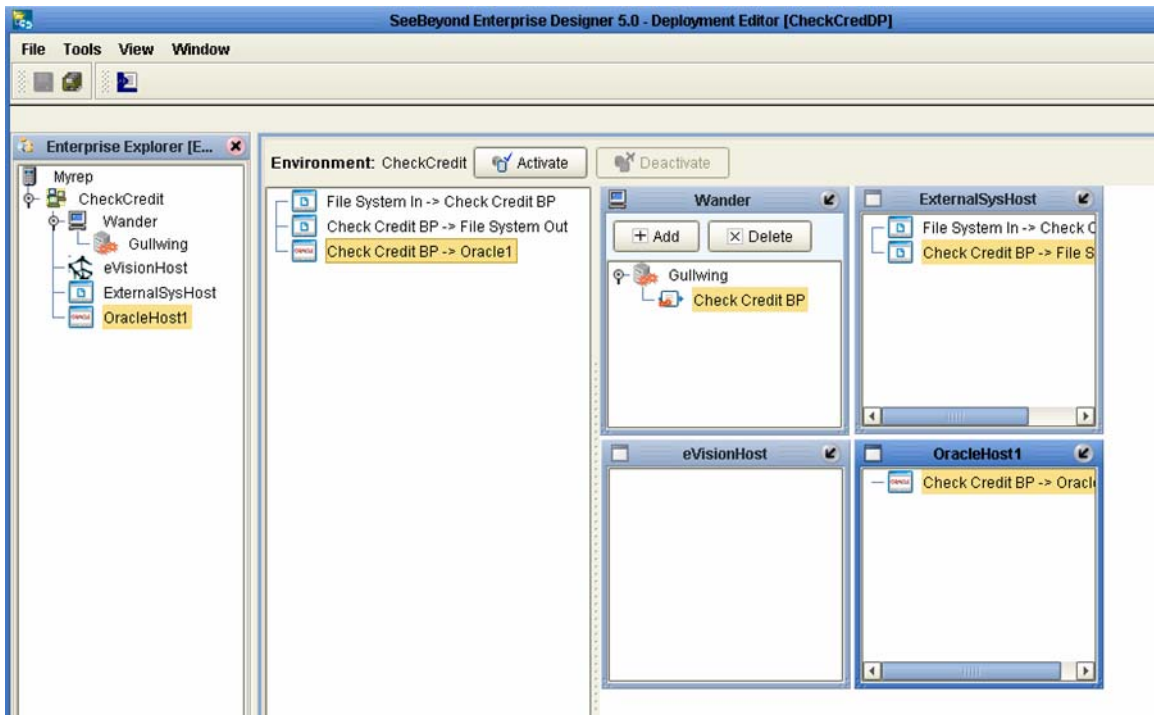 SeeBeyond Enterprise Designer 5.0 - Deployment Editor [CheckCredDP]
File Tools View Window
Enterprise Explorer [E...
Myrep
CheckCredit
Wander
Gullwing
eVisionHost
ExternalSysHost
OracleHost1
Environment: CheckCredit Activate Deactivate
File System In -> Check Credit BP
Check Credit BP -> File System Out
Check Credit BP -> Oracle1
Wander
Add Delete
Gullwing
Check Credit BP
ExternalSysHost
File System In -> Check C
Check Credit BP -> File S
eVisionHost
OracleHost1
Check Credit BP -> Oracle